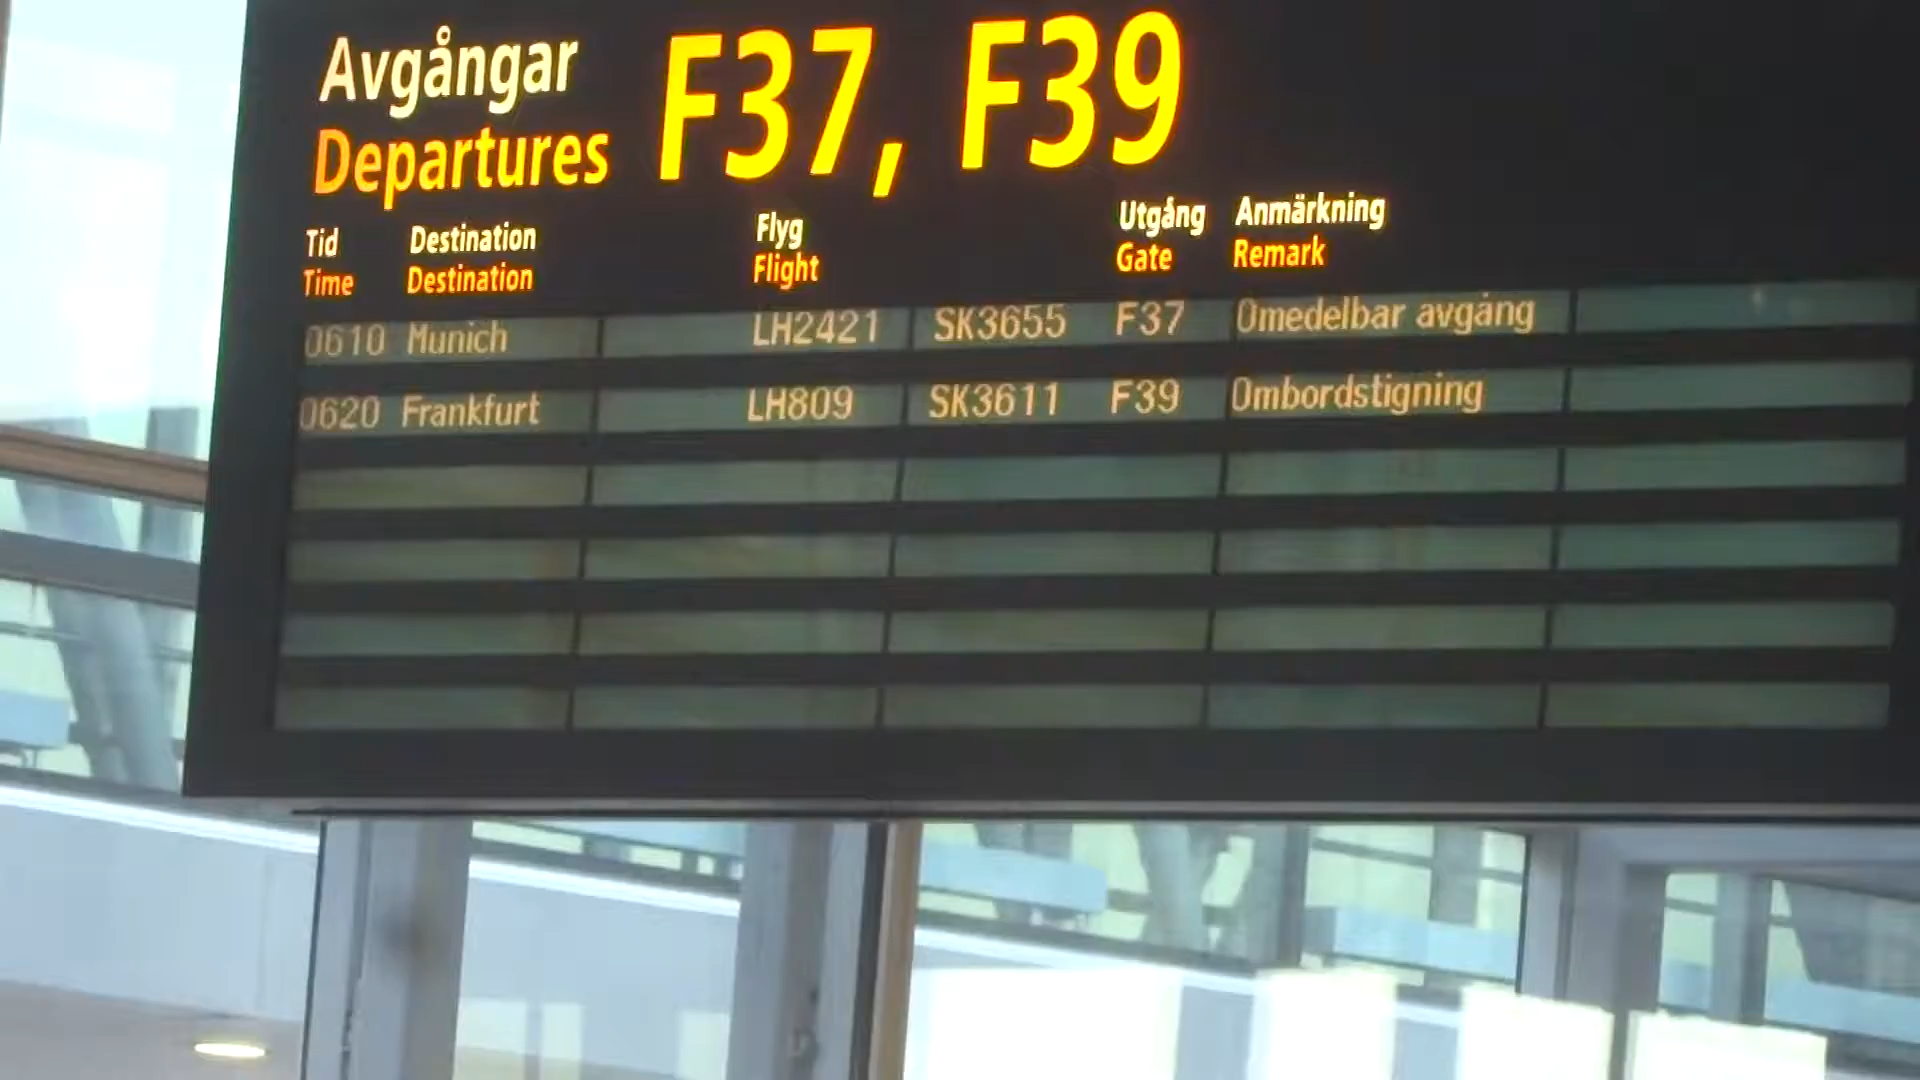 Avgångar
Departures
F37, F39
Tid Destination Flyg Utgång Anmärkning
Time Destination Flight Gate Remark
0610 Munich LH2421 SK3655 F37 Omedelbar avgång
0620 Frankfurt LH809 SK3611 F39 Ombordstigning